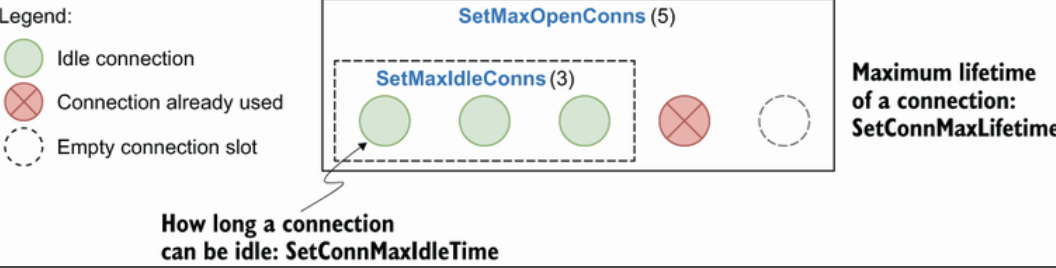 Legend:
Idle connection
Connection already used
Empty connection slot
SetMaxOpenConns (5)
SetMaxIdleConns (3)
Maximum lifetime
of a connection:
SetConnMaxLifetime
How long a connection
can be idle: SetConnMaxIdleTime